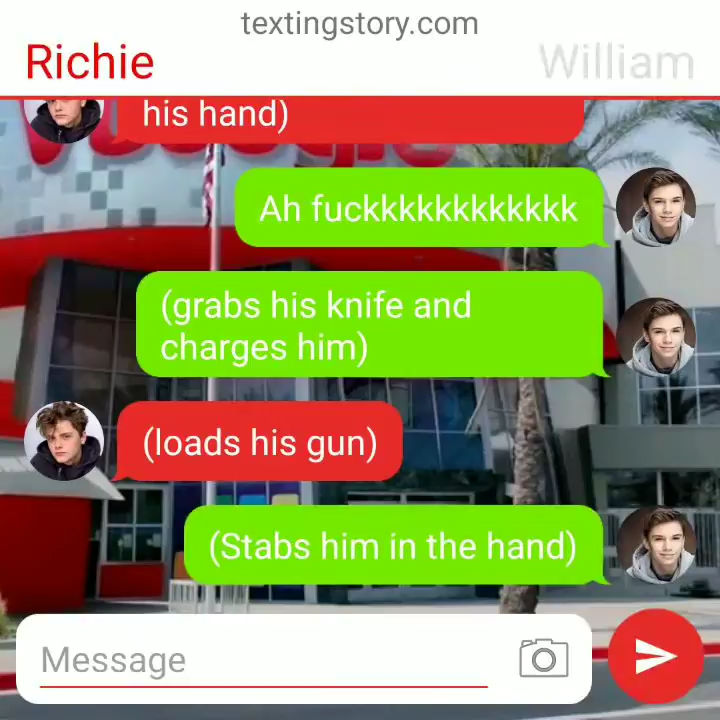 textingstory.com
Richie
William
his hand)
Ah fuckkkkkkkkkkkk
(grabs his knife and
charges him)
(loads his gun)
(Stabs him in the hand)
Message